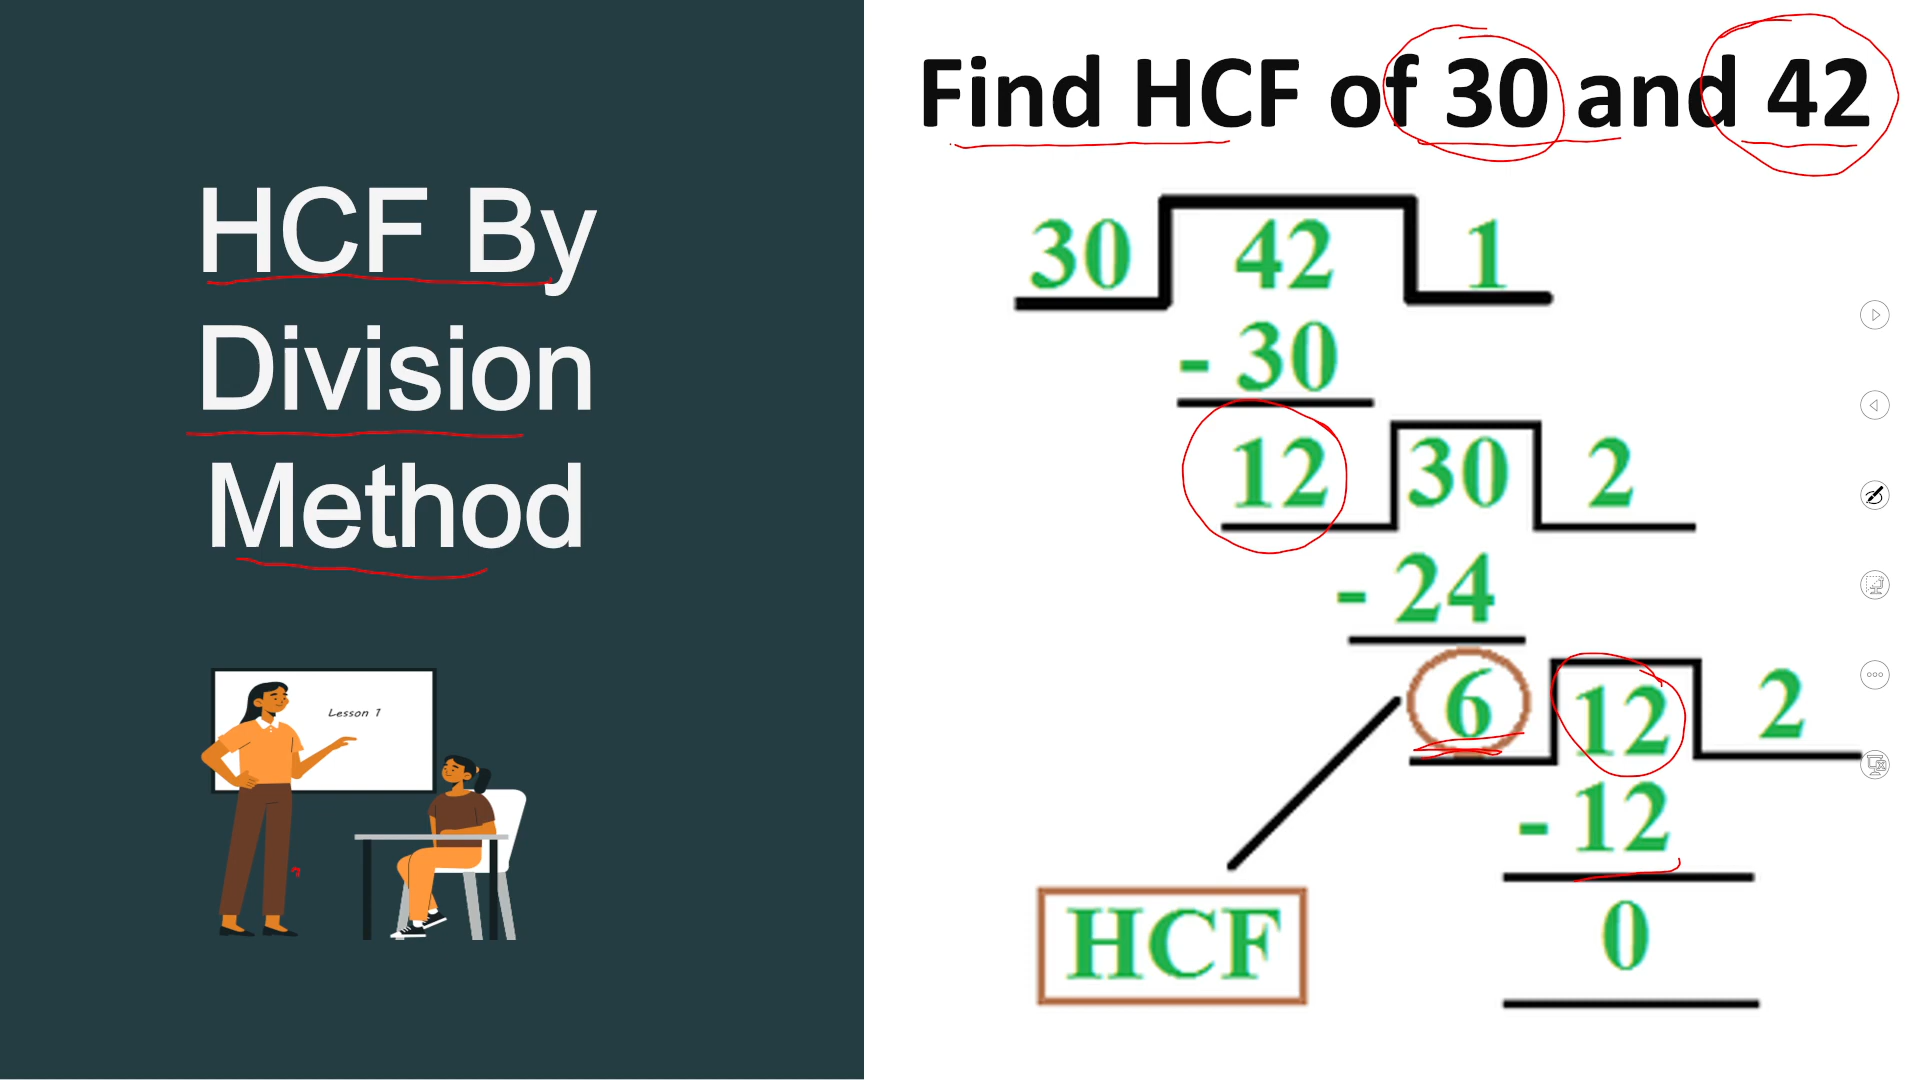 HCF By
Division
Method
Lesson 1
Find HCF of 30 and 42
30 42 1
- 30
12 30 2
- 24
6 12 2
- 12
0
HCF